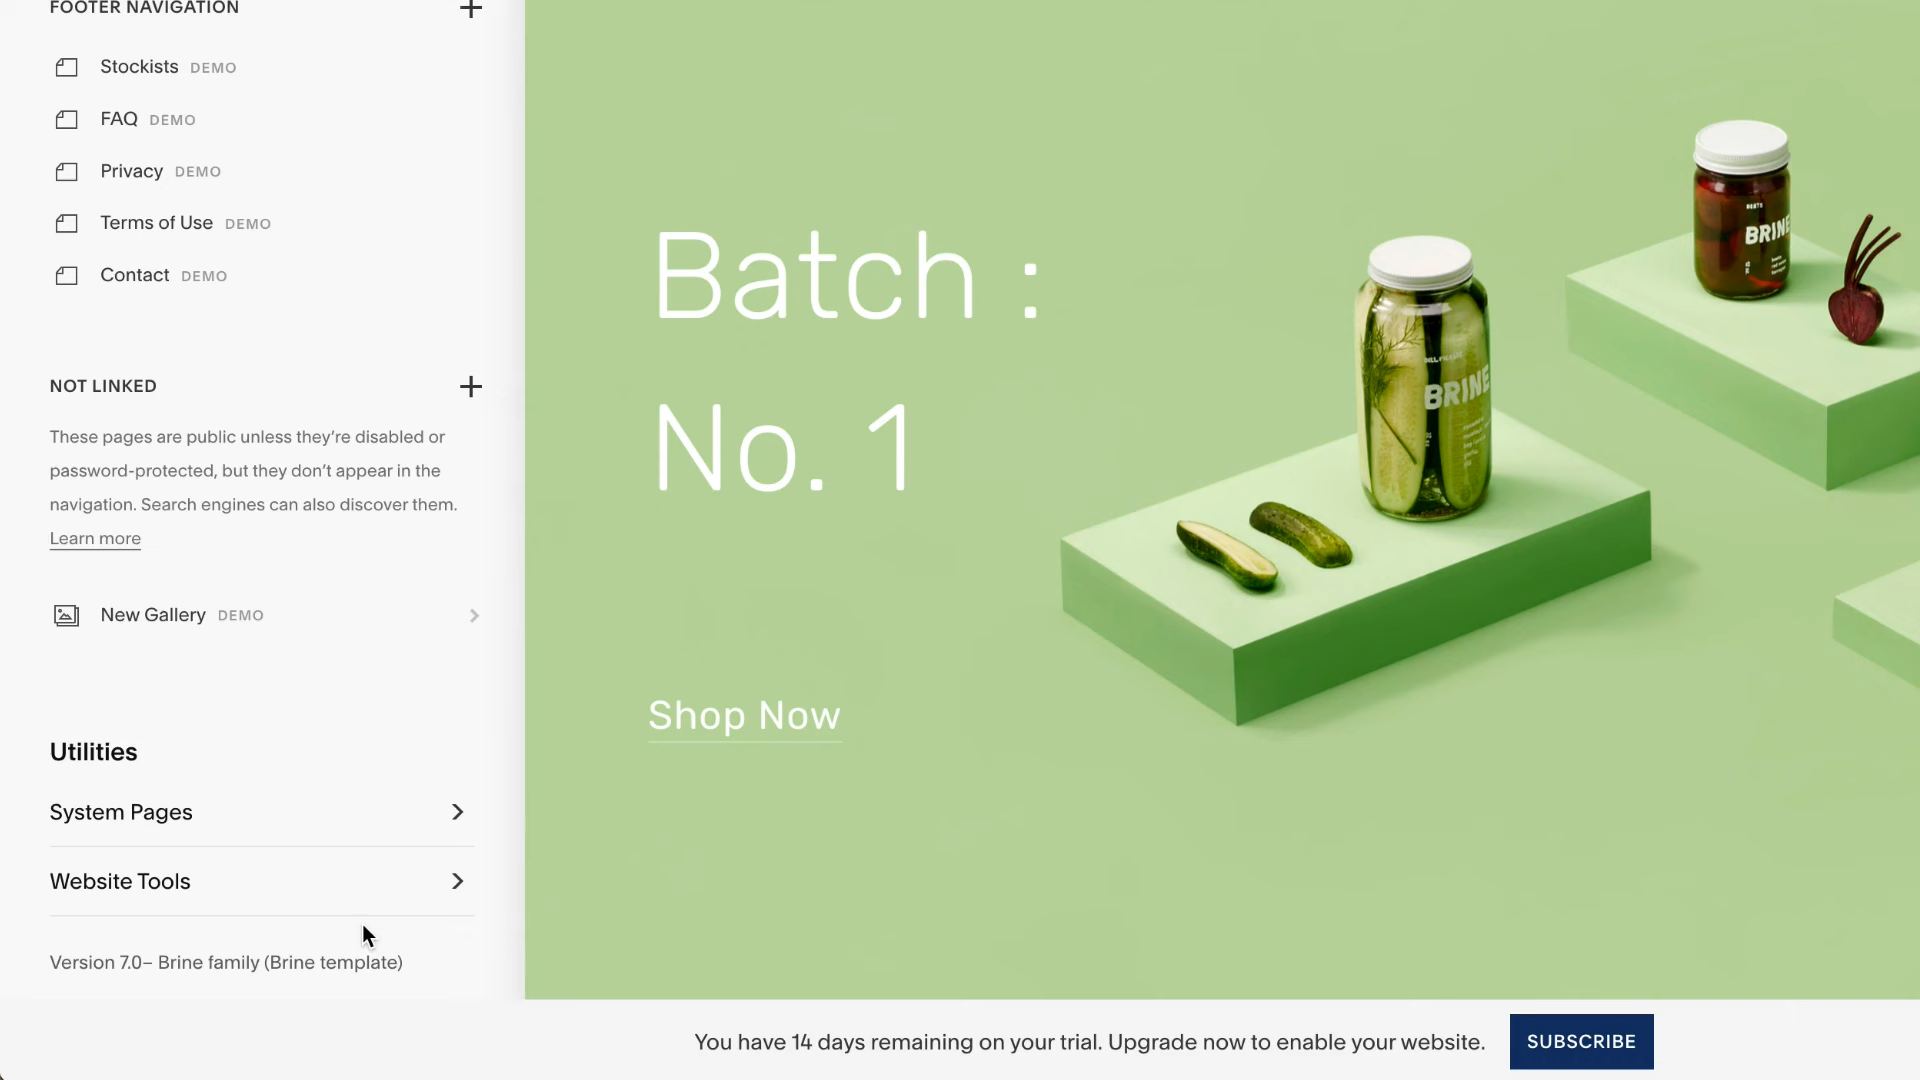 FOOTER NAVIGATION
Stockists DEMO
FAQ DEMO
Privacy DEMO
Terms of Use DEMO
Contact DEMO
NOT LINKED
These pages are public unless they’re disabled or
password-protected, but they don’t appear in the
navigation. Search engines can also discover them.
Learn more
New Gallery DEMO
Utilities
System Pages
Website Tools
Version 7.0– Brine family (Brine template)
Batch :
No. 1
Shop Now
BRINE
BEETS
BRINE
You have 14 days remaining on your trial. Upgrade now to enable your website.
SUBSCRIBE